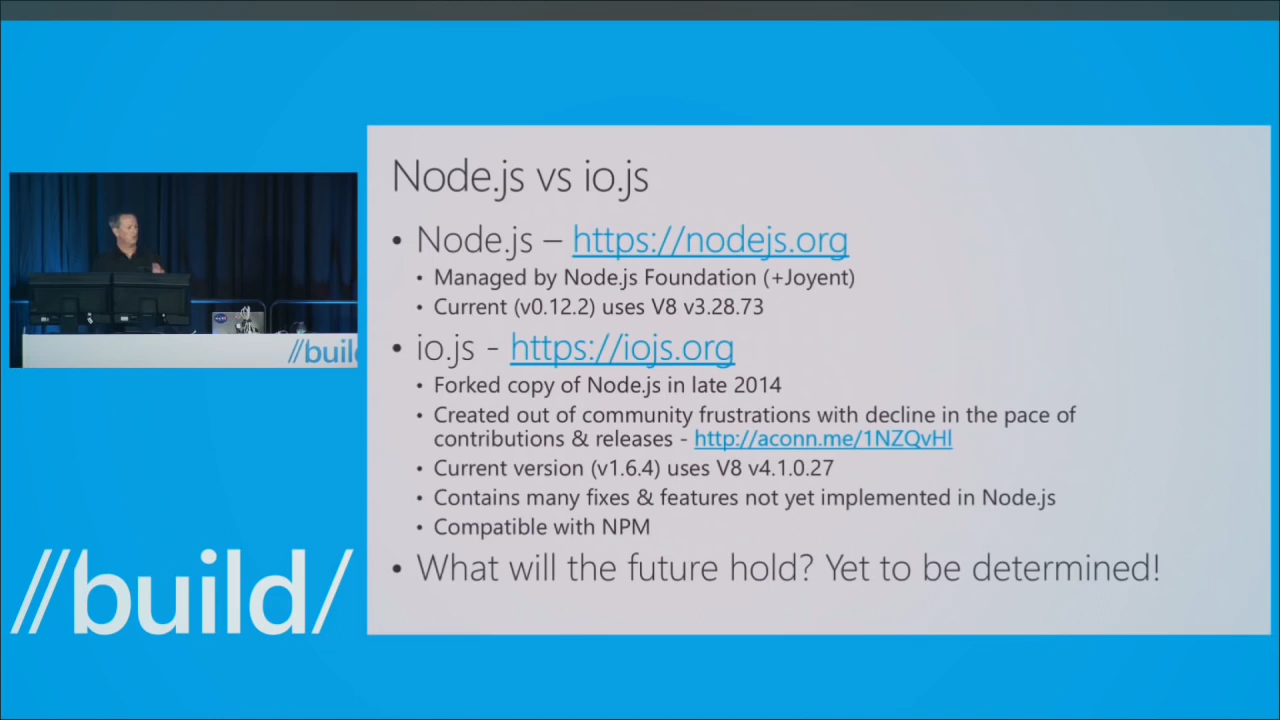 Node.js vs io.js
• Node.js – https://nodejs.org
• Managed by Node.js Foundation (+Joyent)
• Current (v0.12.2) uses V8 v3.28.73
• io.js - https://iojs.org
• Forked copy of Node.js in late 2014
• Created out of community frustrations with decline in the pace of
contributions & releases - http://aconn.me/1NZQvHl
• Current version (v1.6.4) uses V8 v4.1.0.27
• Contains many fixes & features not yet implemented in Node.js
• Compatible with NPM
• What will the future hold? Yet to be determined!
//build
//build/